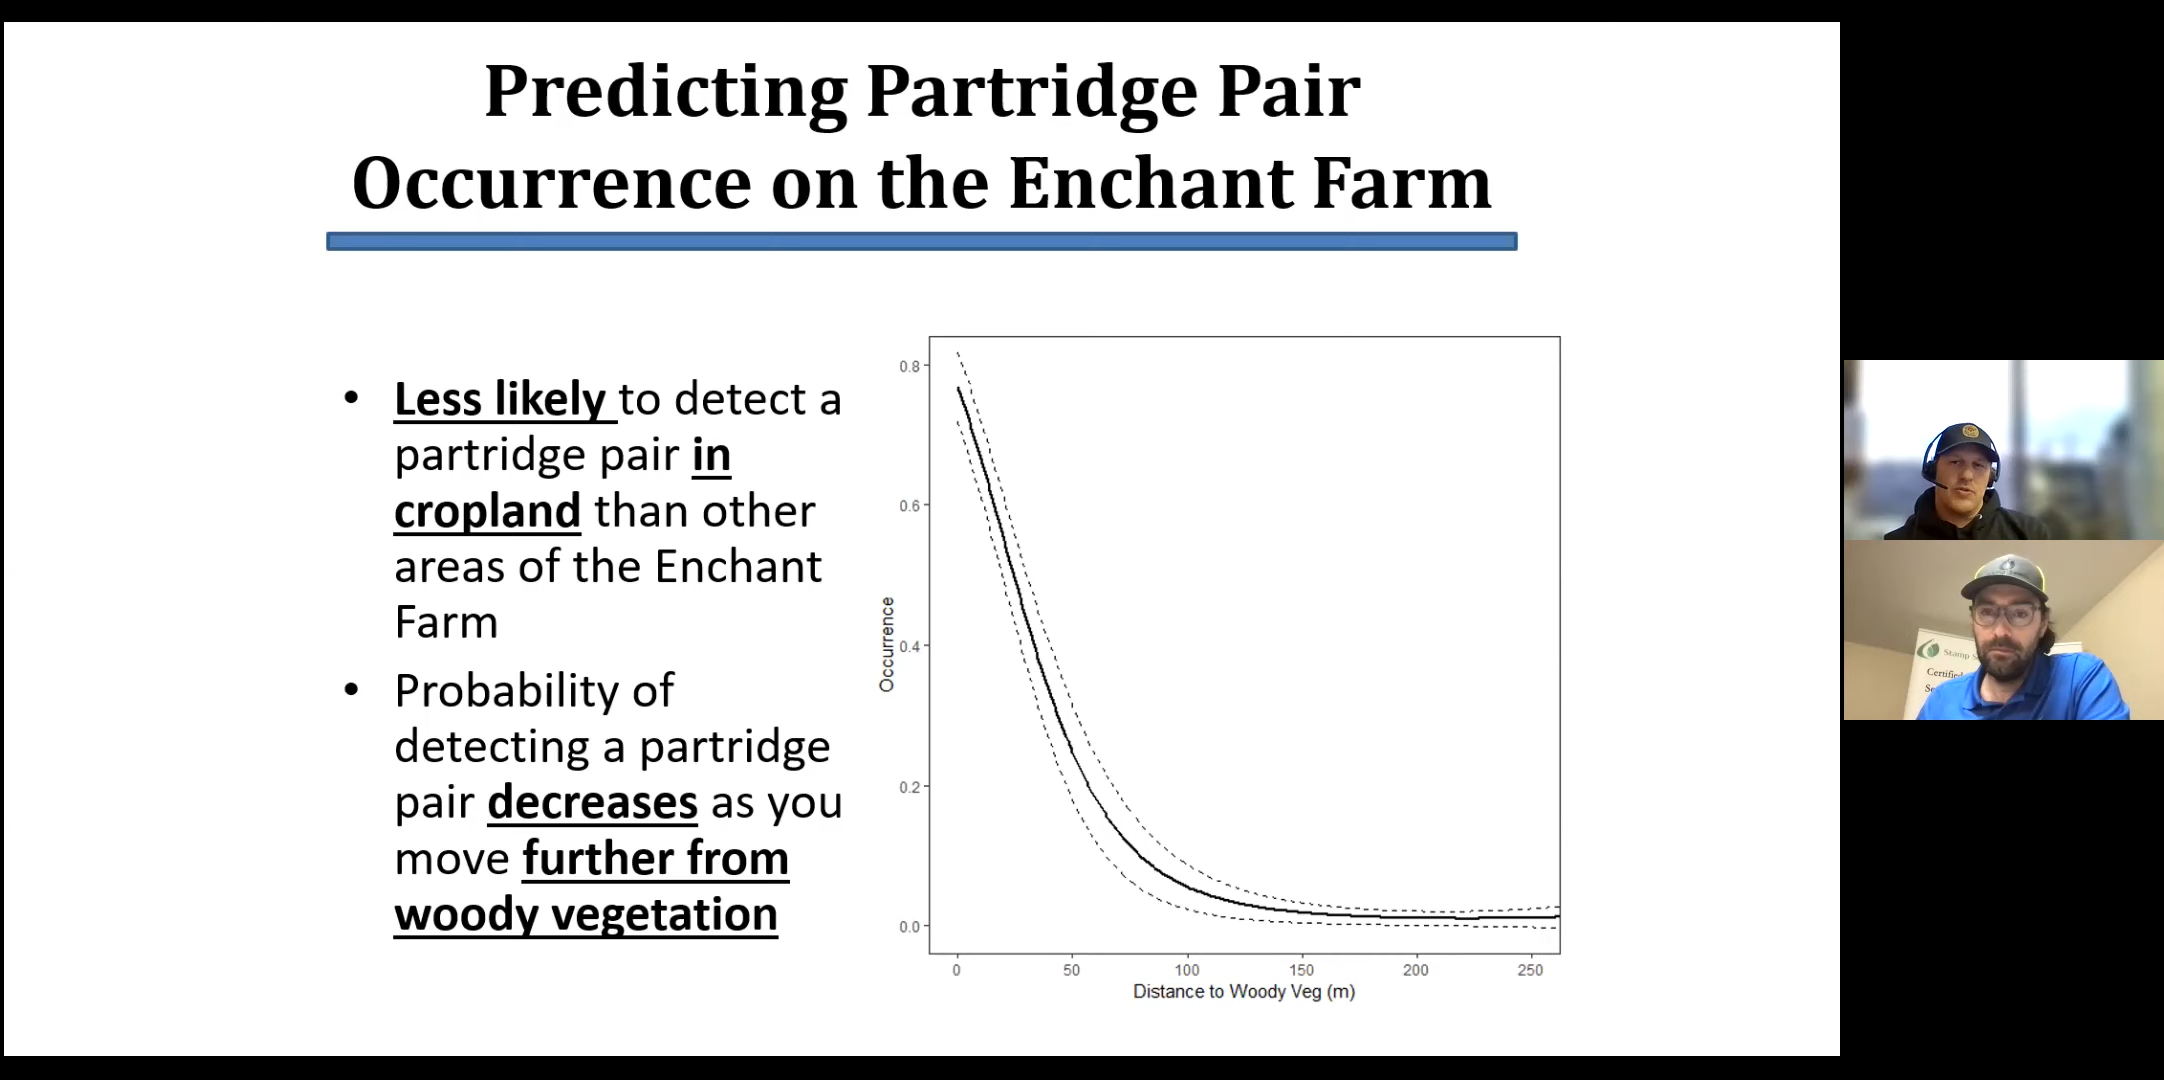 Predicting Partridge Pair
Occurrence on the Enchant Farm
• Less likely to detect a
partridge pair in
cropland than other
areas of the Enchant
Farm
• Probability of
detecting a partridge
pair decreases as you
move further from
woody vegetation
0.8
0.6
0.4
0.2
0.0
Occurrence
0
50
100
150
200
250
Distance to Woody Veg (m)
Stamp
Certified